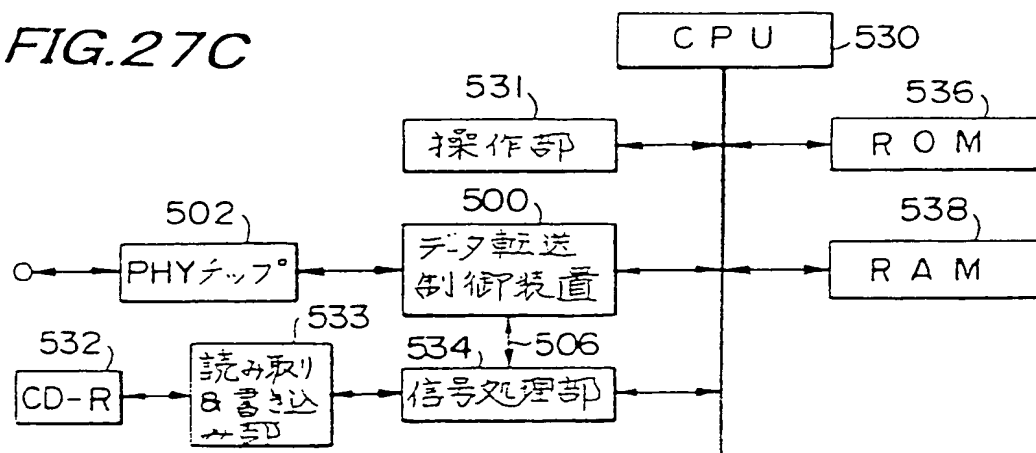 FIG.27C
CPU
530
531
536
操作部
ROM
502
500
538
PHYチップ
データ転送
制御装置
RAM
532
533
534
506
CD-R
読み取り
&書き込
み部
信号処理部